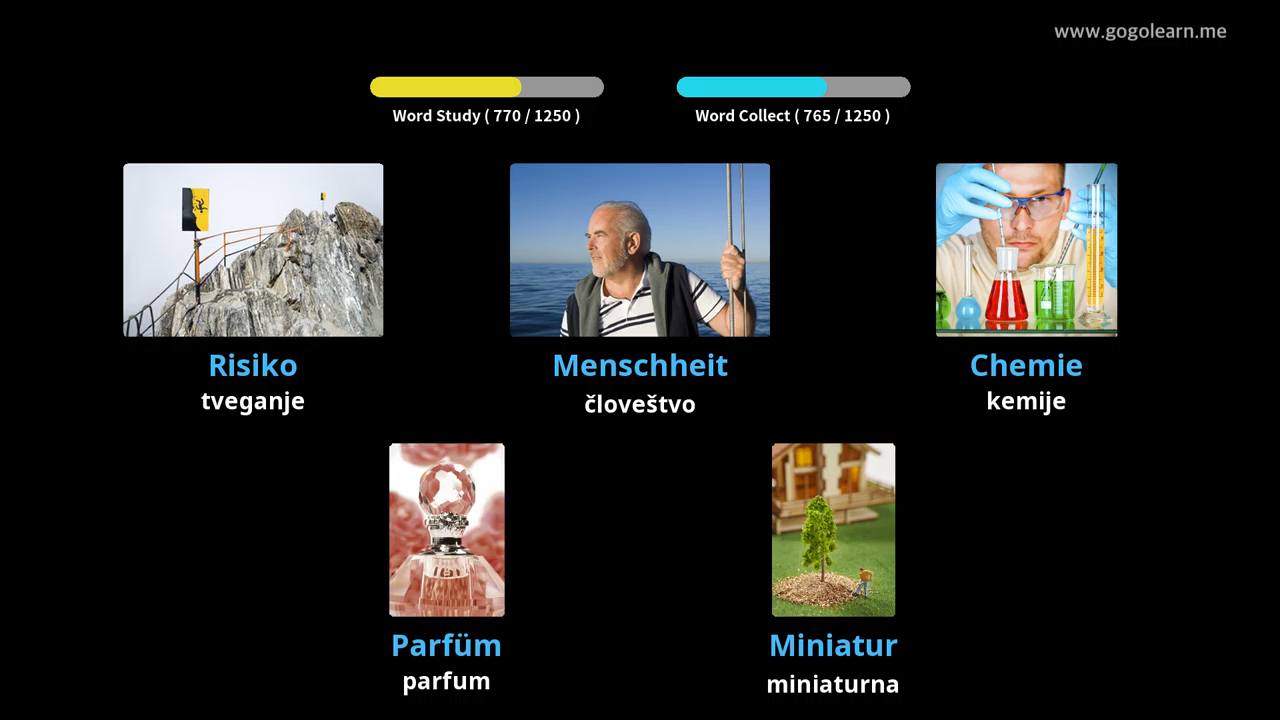 www.gogolearn.me
Word Study ( 770 / 1250 )
Word Collect ( 765 / 1250 )
Risiko
tveganje
Menschheit
človeštvo
Chemie
kemije
Parfüm
parfum
Miniatur
miniaturna